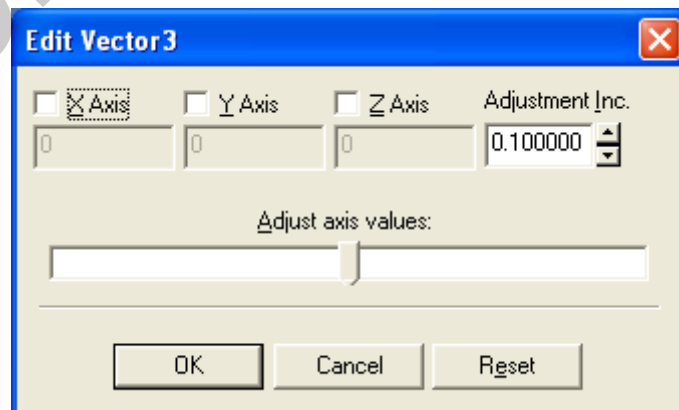 Edit Vector3
X Axis Y Axis Z Axis Adjustment Inc.
0 0 0 0.100000
Adjust axis values:
OK Cancel Reset